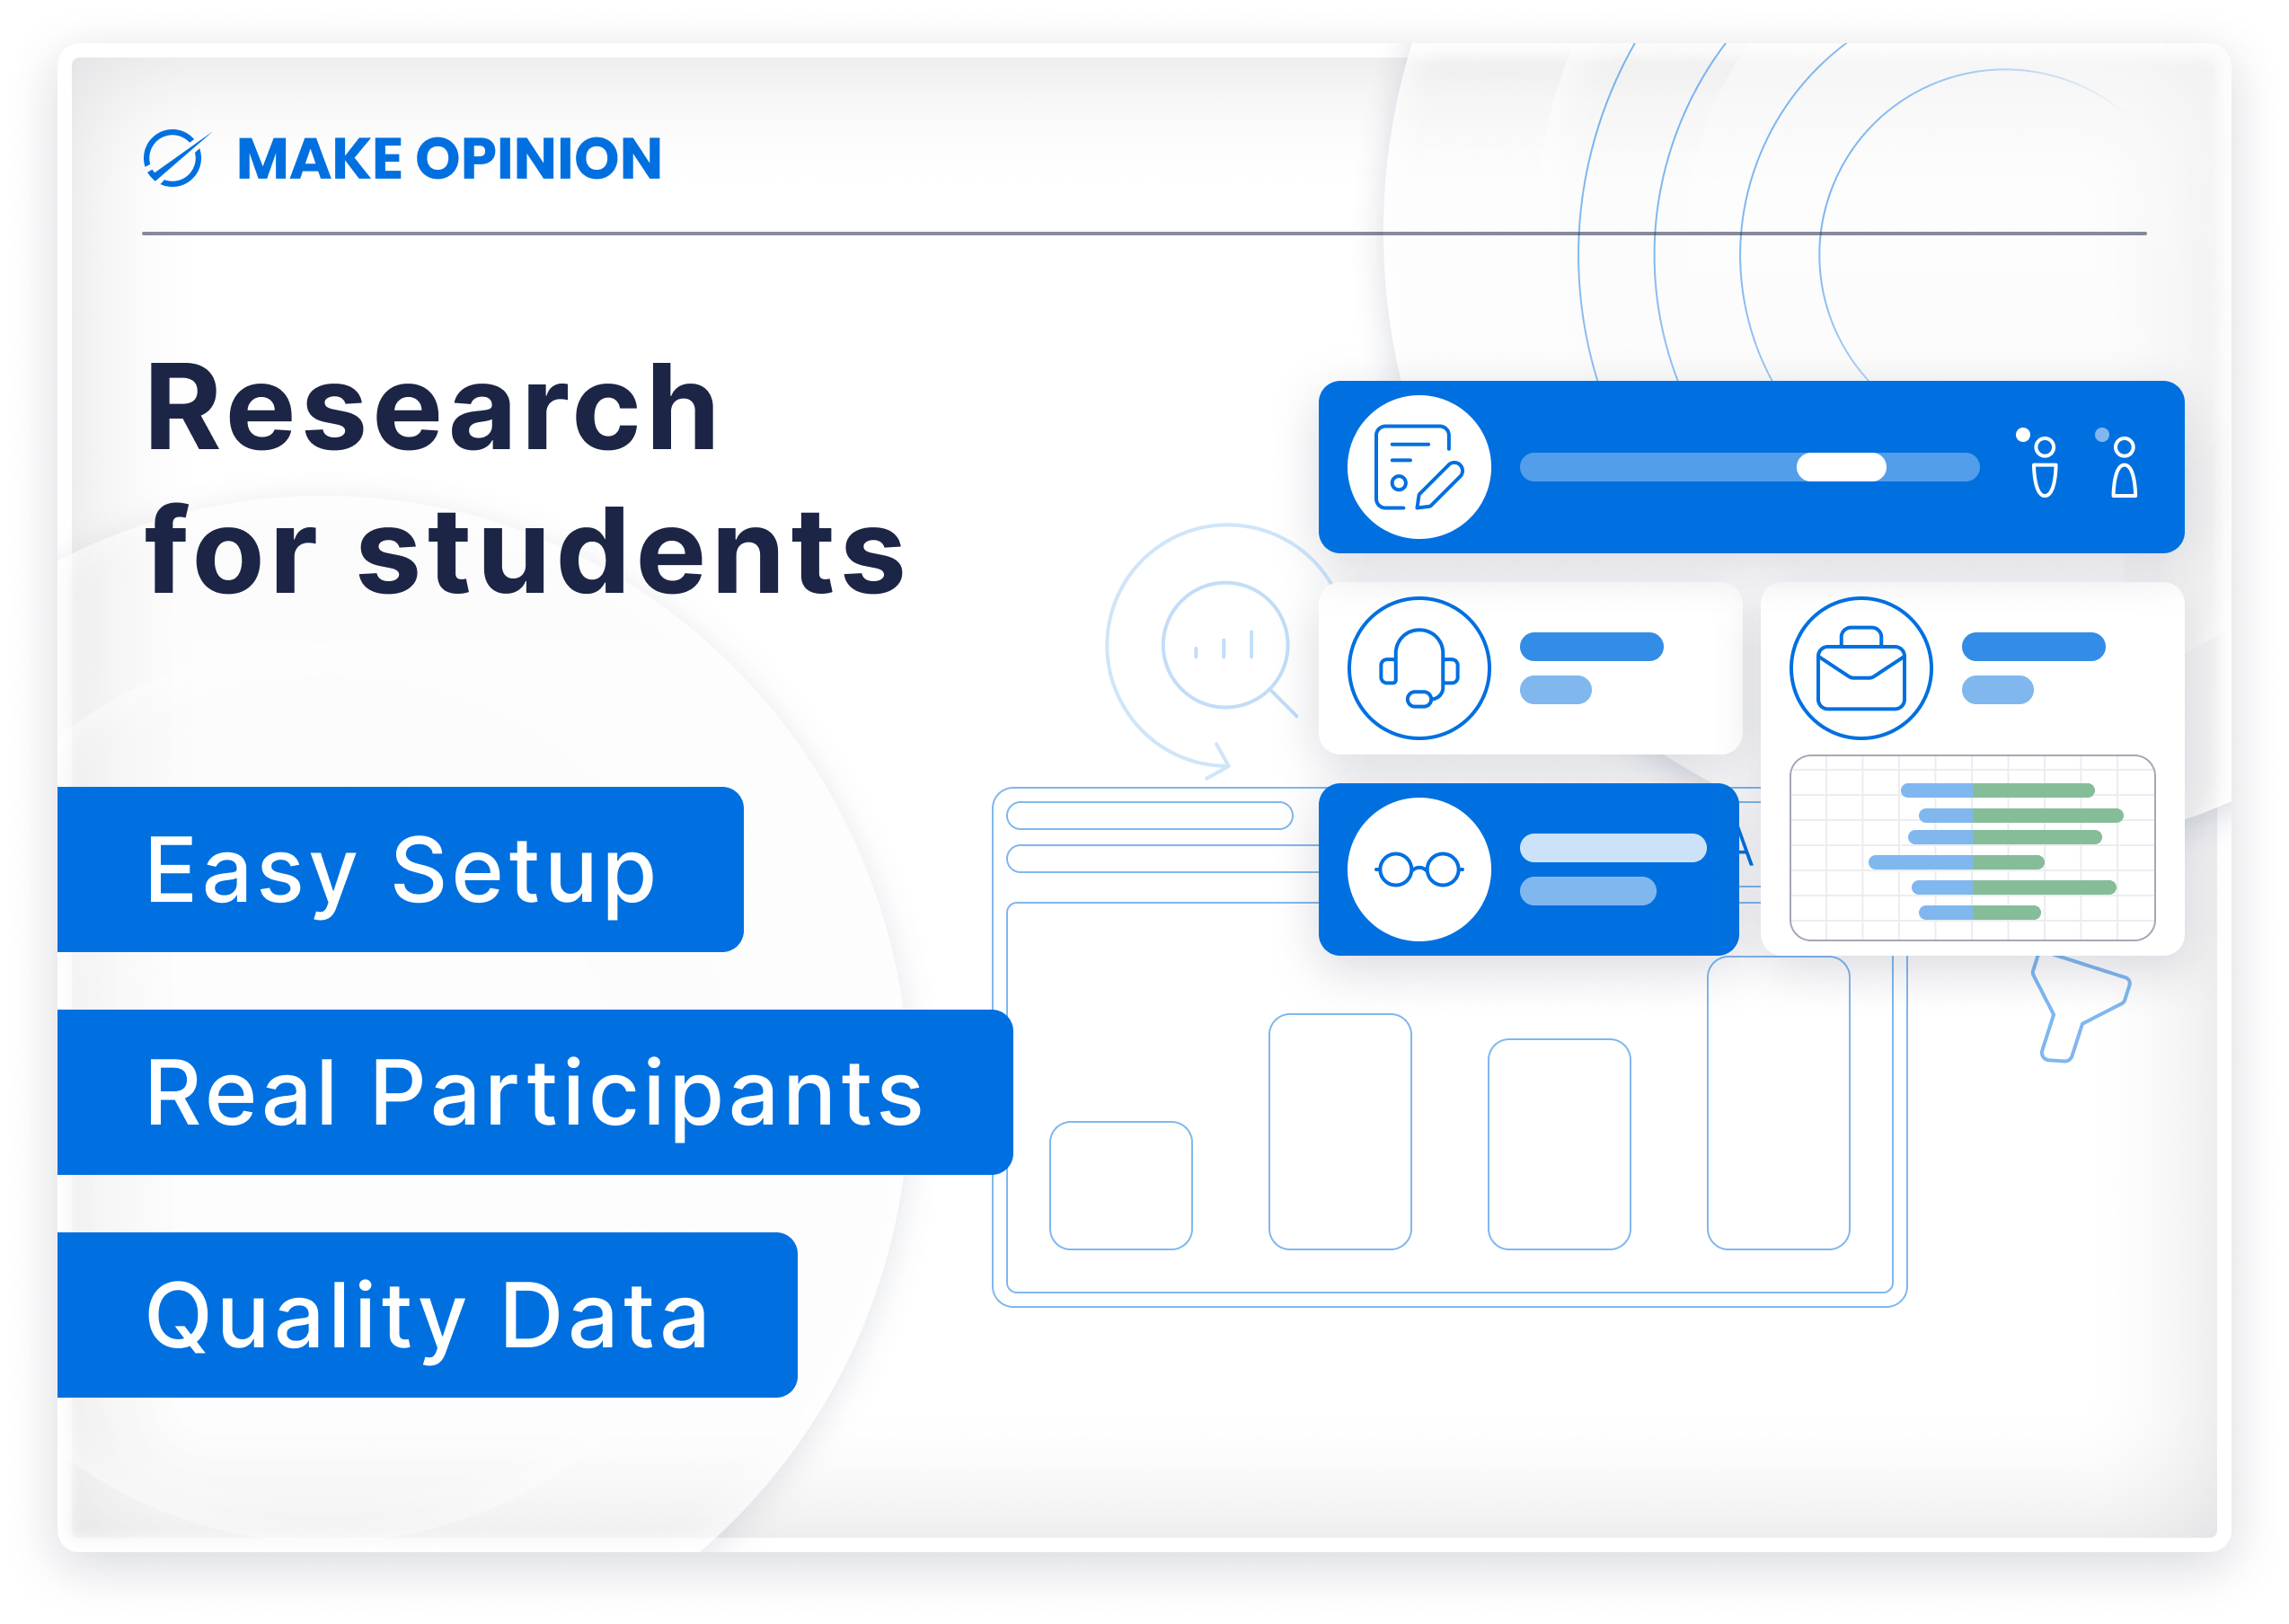 MAKE OPINION
Research
for students
Easy Setup
Real Participants
Quality Data